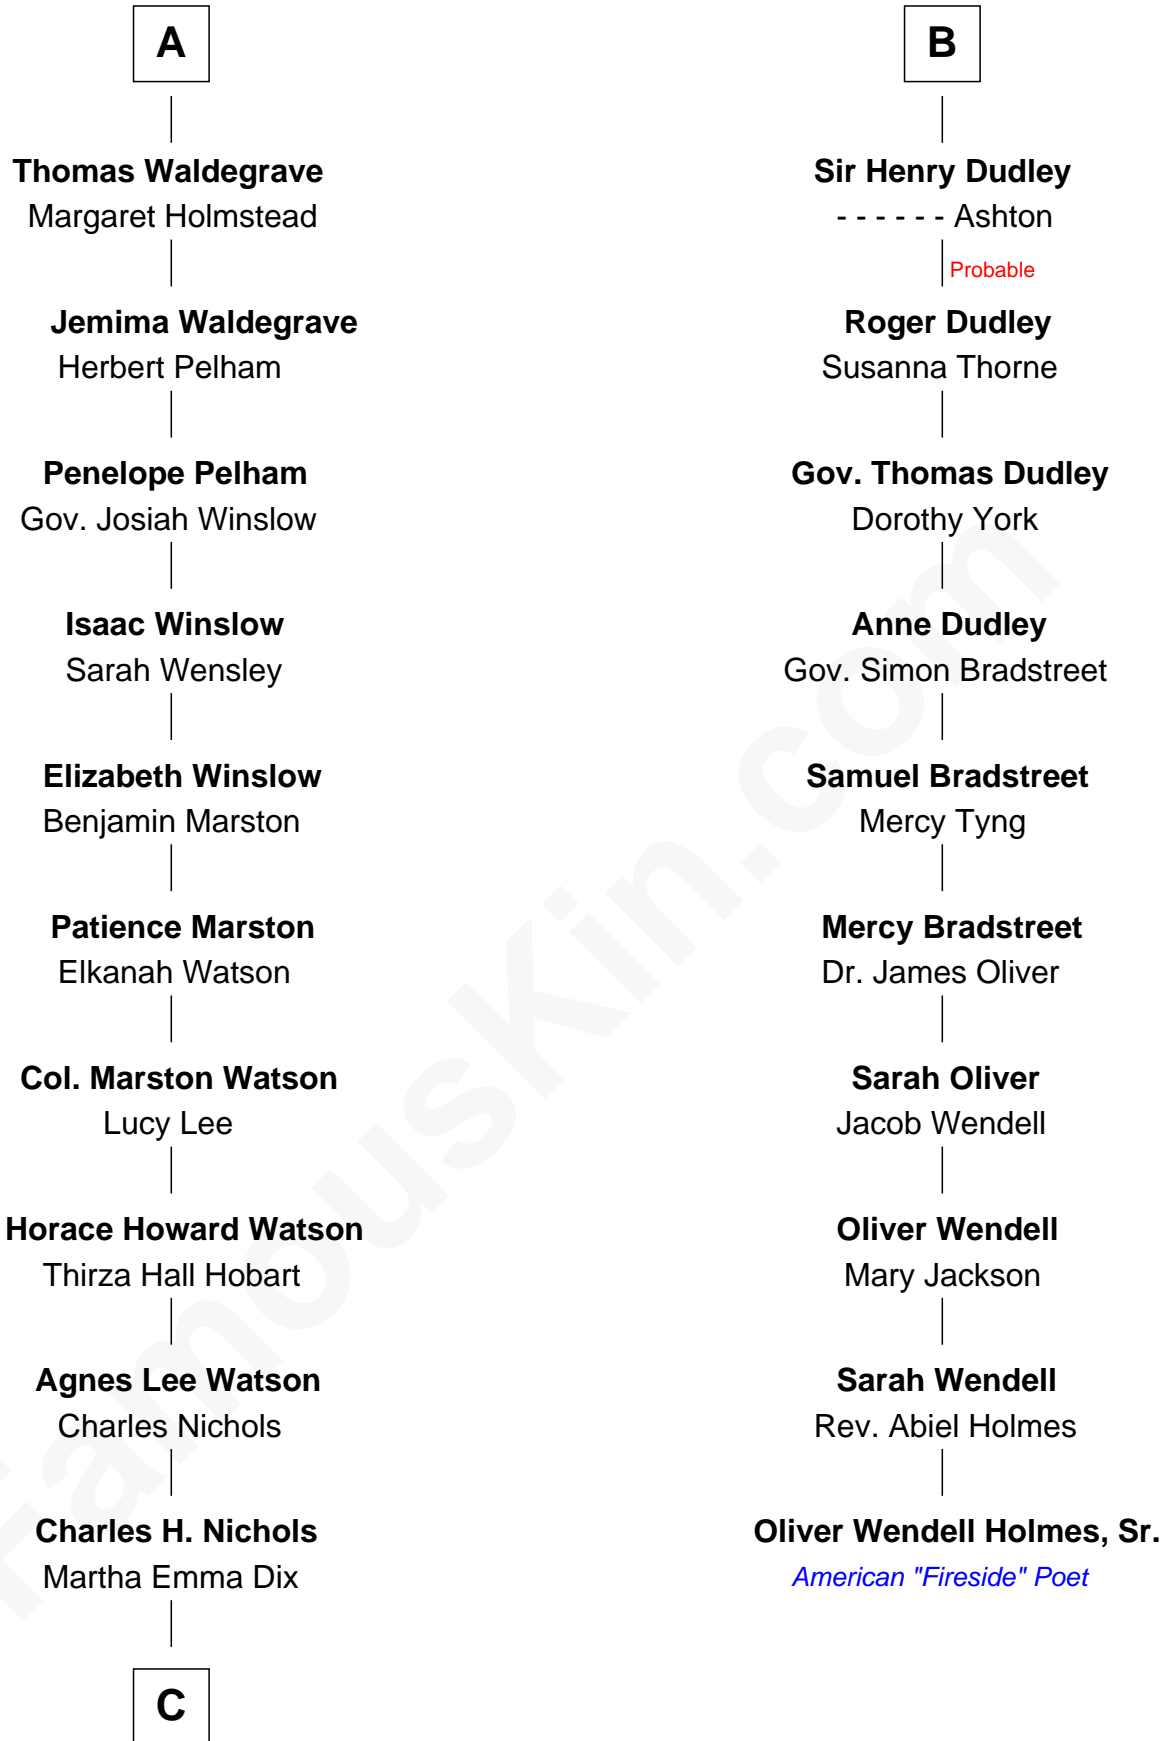 A
Thomas Waldegrave
Margaret Holmstead
Jemima Waldegrave
Herbert Pelham
Penelope Pelham
Gov. Josiah Winslow
Isaac Winslow
Sarah Wensley
Elizabeth Winslow
Benjamin Marston
Patience Marston
Elkanah Watson
Col. Marston Watson
Lucy Lee
Horace Howard Watson
Thirza Hall Hobart
Agnes Lee Watson
Charles Nichols
Charles H. Nichols
Martha Emma Dix
C
B
Sir Henry Dudley
- - - - - - Ashton
Probable
Roger Dudley
Susanna Thorne
Gov. Thomas Dudley
Dorothy York
Anne Dudley
Gov. Simon Bradstreet
Samuel Bradstreet
Mercy Tyng
Mercy Bradstreet
Dr. James Oliver
Sarah Oliver
Jacob Wendell
Oliver Wendell
Mary Jackson
Sarah Wendell
Rev. Abiel Holmes
Oliver Wendell Holmes, Sr.
American "Fireside" Poet
FamousKin.com